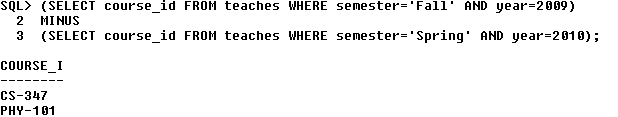 SQL> (SELECT course_id FROM teaches WHERE semester='Fall' AND year=2009)
2 MINUS
3 (SELECT course_id FROM teaches WHERE semester='Spring' AND year=2010);
COURSE_I
--------
CS-347
PHY-101